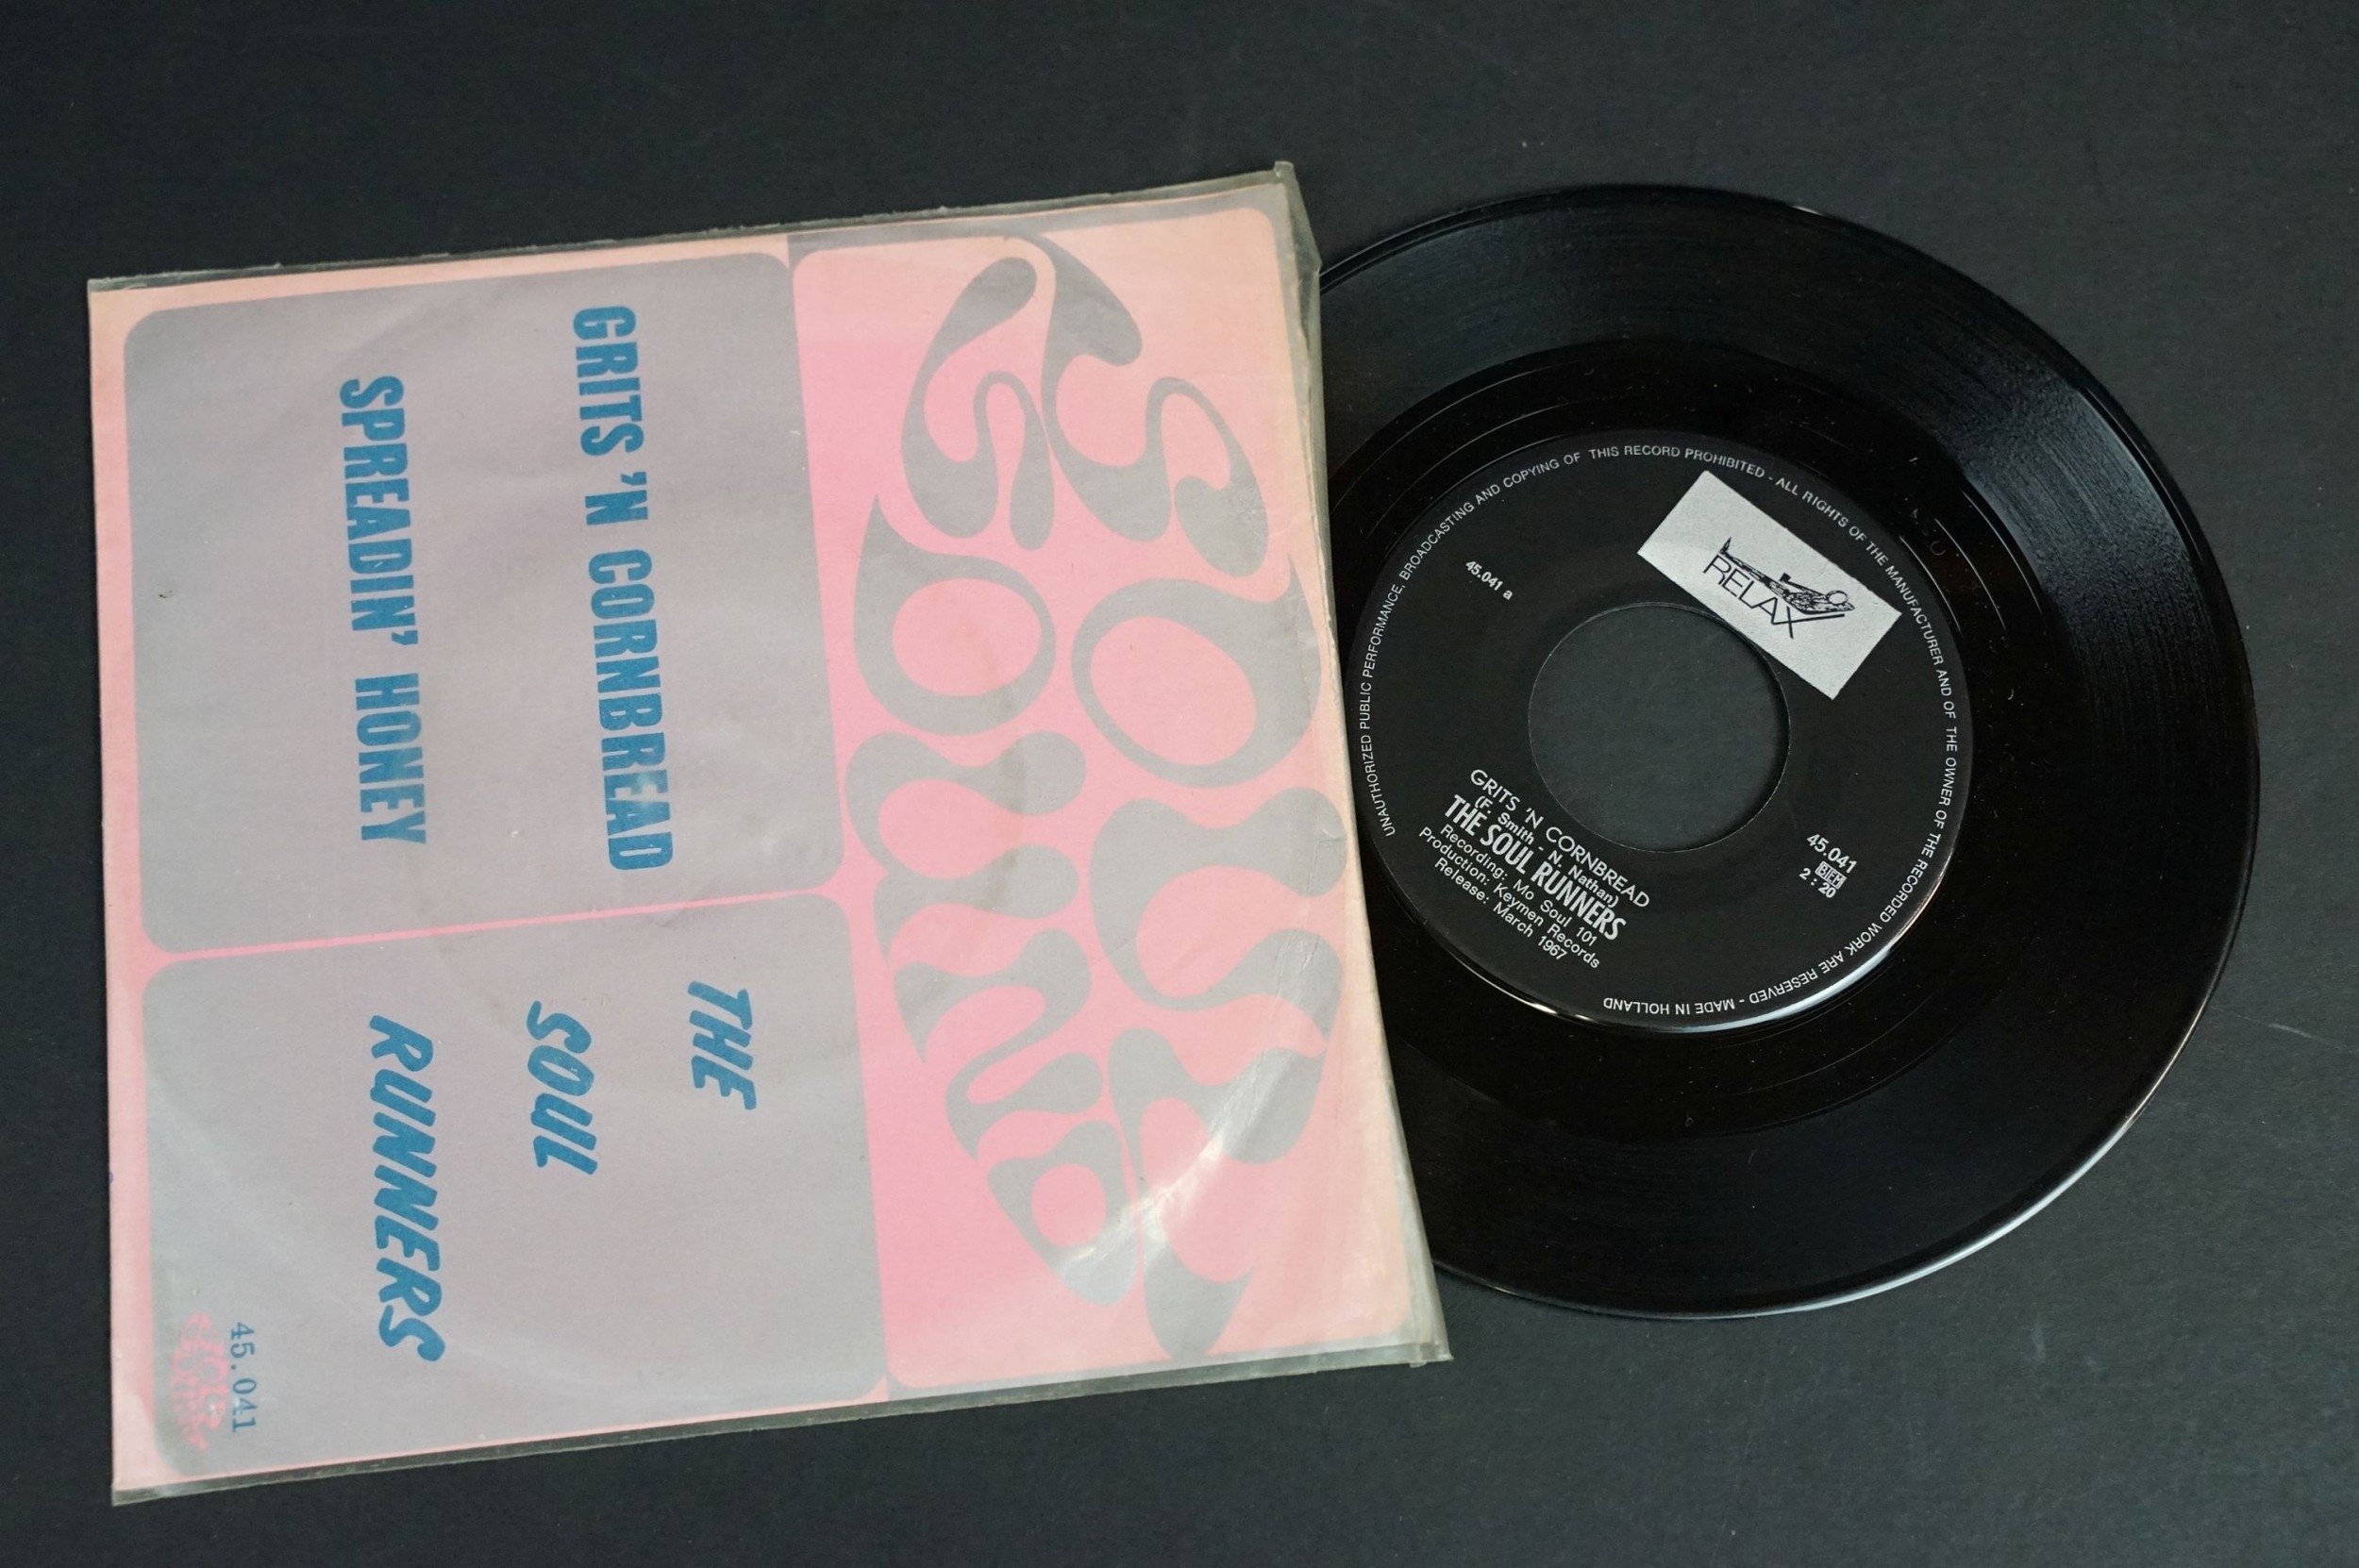 SOUL
SOUND
GRITS 'N CORNBREAD
SPREADIN' HONEY
THE
SOUL
RUNNERS
45.041
UNAUTHORIZED PUBLIC PERFORMANCE, BROADCASTING AND COPYING OF THIS RECORD PROHIBITED - ALL RIGHTS OF THE MANUFACTURER AND OF THE OWNER OF THE RECORDED WORK ARE RESERVED - MADE IN HOLLAND
RELAX
45.041 a
45.041
BIEM
2 : 20
GRITS 'N CORNBREAD
(F. Smith - N. Nathan)
THE SOUL RUNNERS
Recording: Mo Soul 101
Production: Keymen Records
Release: March 1967